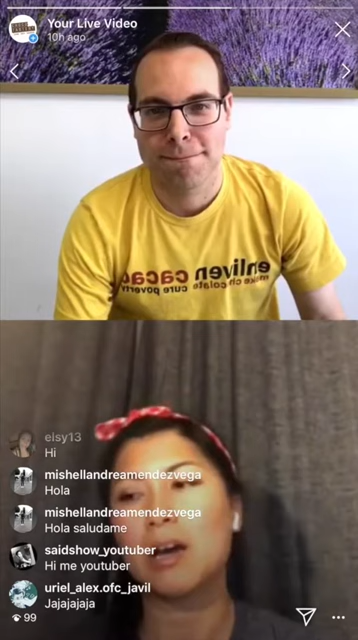 Your Live Video
10h ago
enliven cacao
make chocolate
cure poverty
elsy13
Hi
mishellandreamendezvega
Hola
mishellandreamendezvega
Hola saludame
saidshow_youtuber
Hi me youtuber
uriel_alex.ofc_javil
Jajajajaja
99